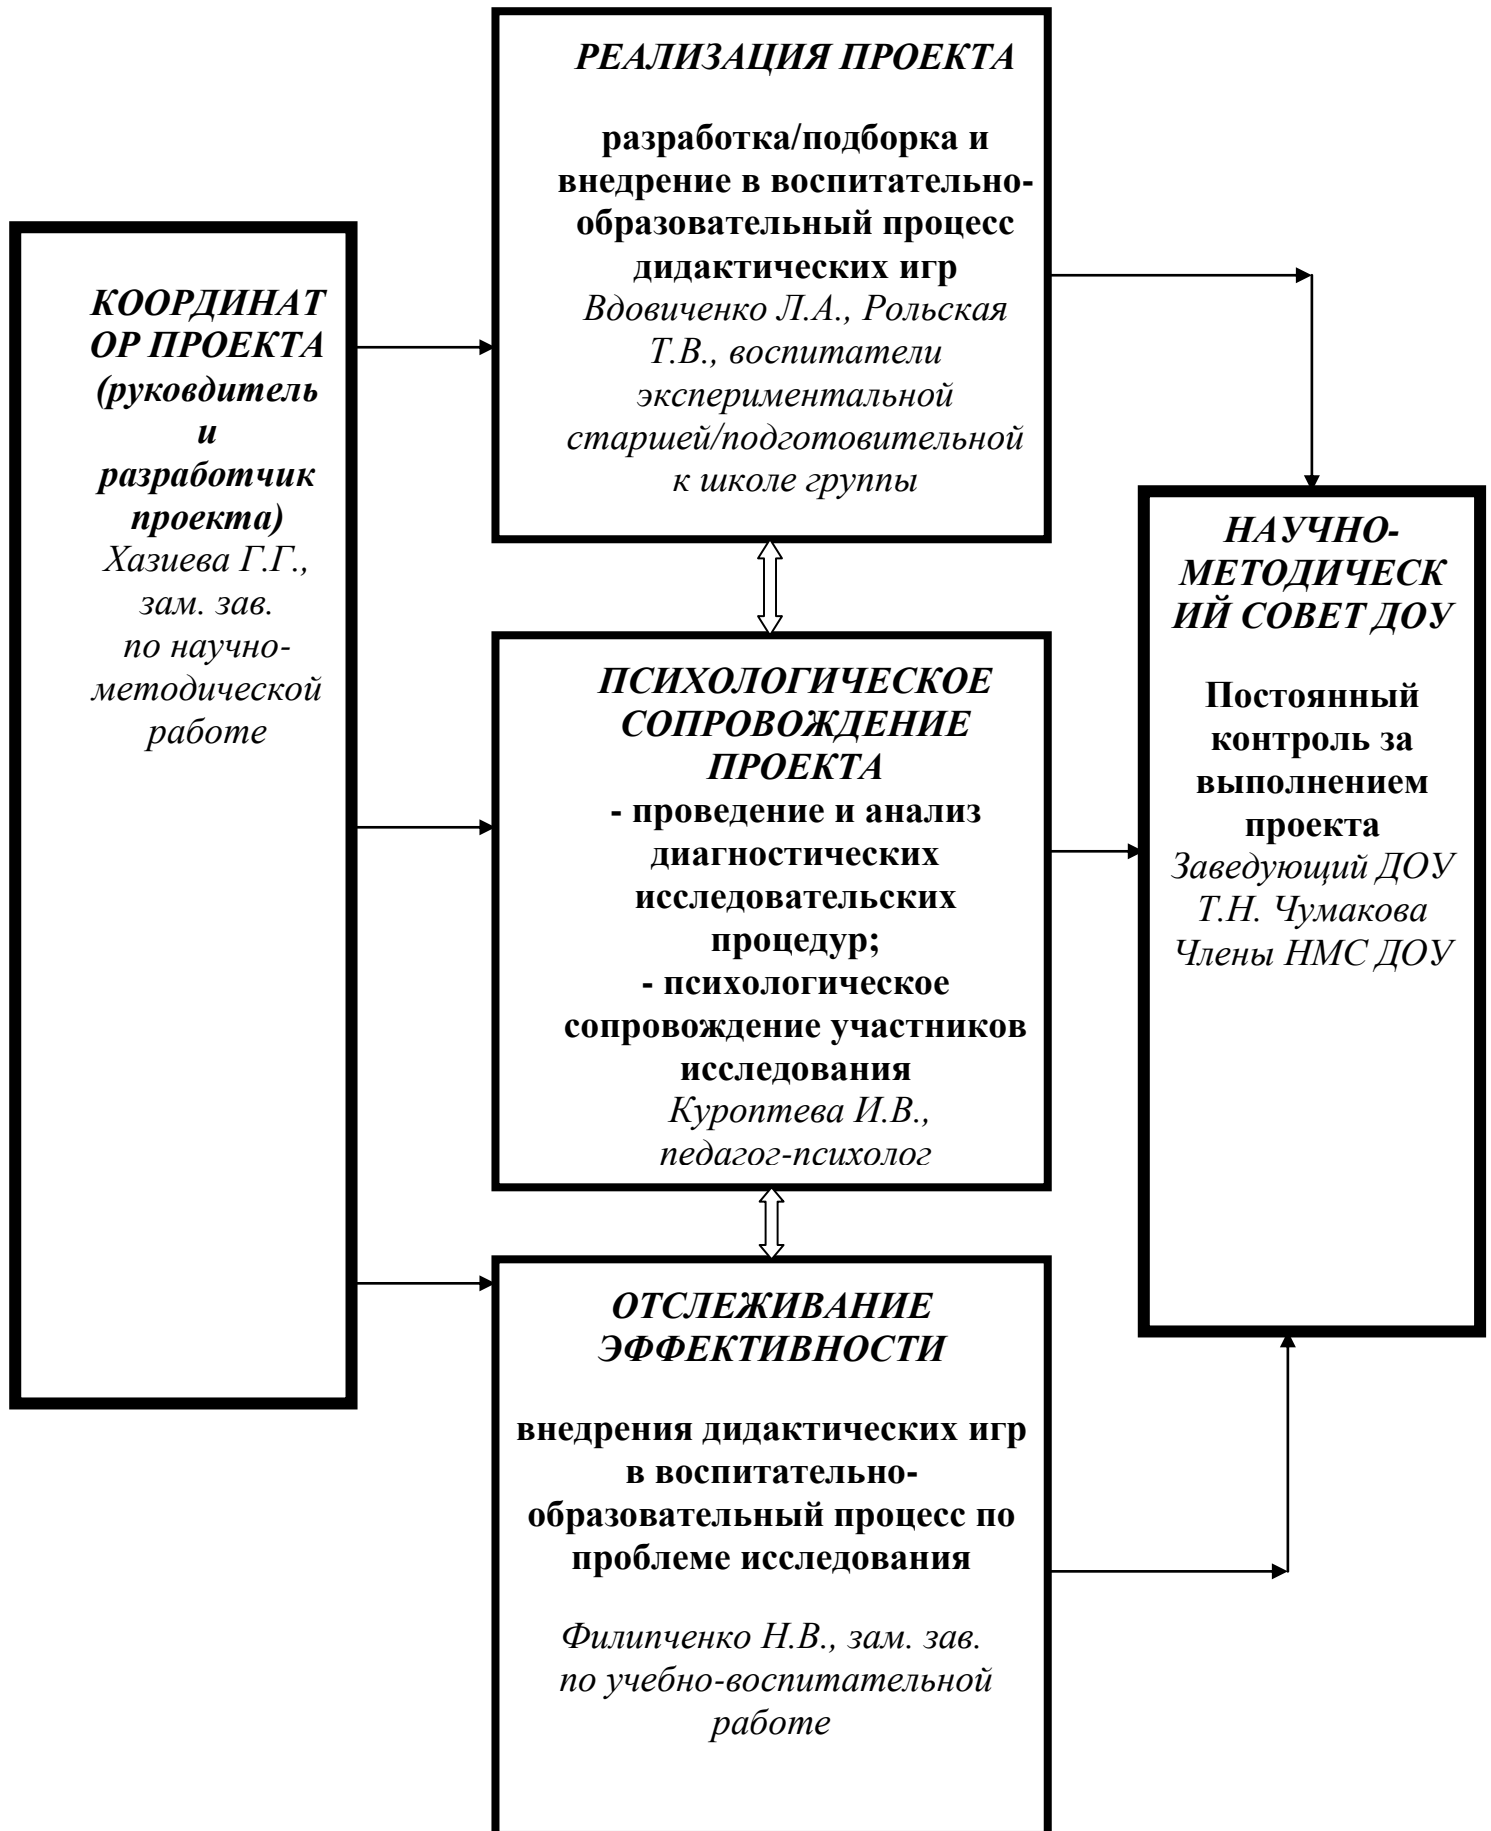 КООРДИНАТ
ОР ПРОЕКТА
(руковдитель
и
разработчик
проекта)
Хазиева Г.Г.,
зам. зав.
по научно-
методической
работе
РЕАЛИЗАЦИЯ ПРОЕКТА
разработка/подборка и
внедрение в воспитательно-
образовательный процесс
дидактических игр
Вдовиченко Л.А., Рольская
Т.В., воспитатели
экспериментальной
старшей/подготовительной
к школе группы
ПСИХОЛОГИЧЕСКОЕ
СОПРОВОЖДЕНИЕ
ПРОЕКТА
- проведение и анализ
диагностических
исследовательских
процедур;
- психологическое
сопровождение участников
исследования
Куроптева И.В.,
педагог-психолог
ОТСЛЕЖИВАНИЕ
ЭФФЕКТИВНОСТИ
внедрения дидактических игр
в воспитательно-
образовательный процесс по
проблеме исследования
Филипченко Н.В., зам. зав.
по учебно-воспитательной
работе
НАУЧНО-
МЕТОДИЧЕСК
ИЙ СОВЕТ ДОУ
Постоянный
контроль за
выполнением
проекта
Заведующий ДОУ
Т.Н. Чумакова
Члены НМС ДОУ